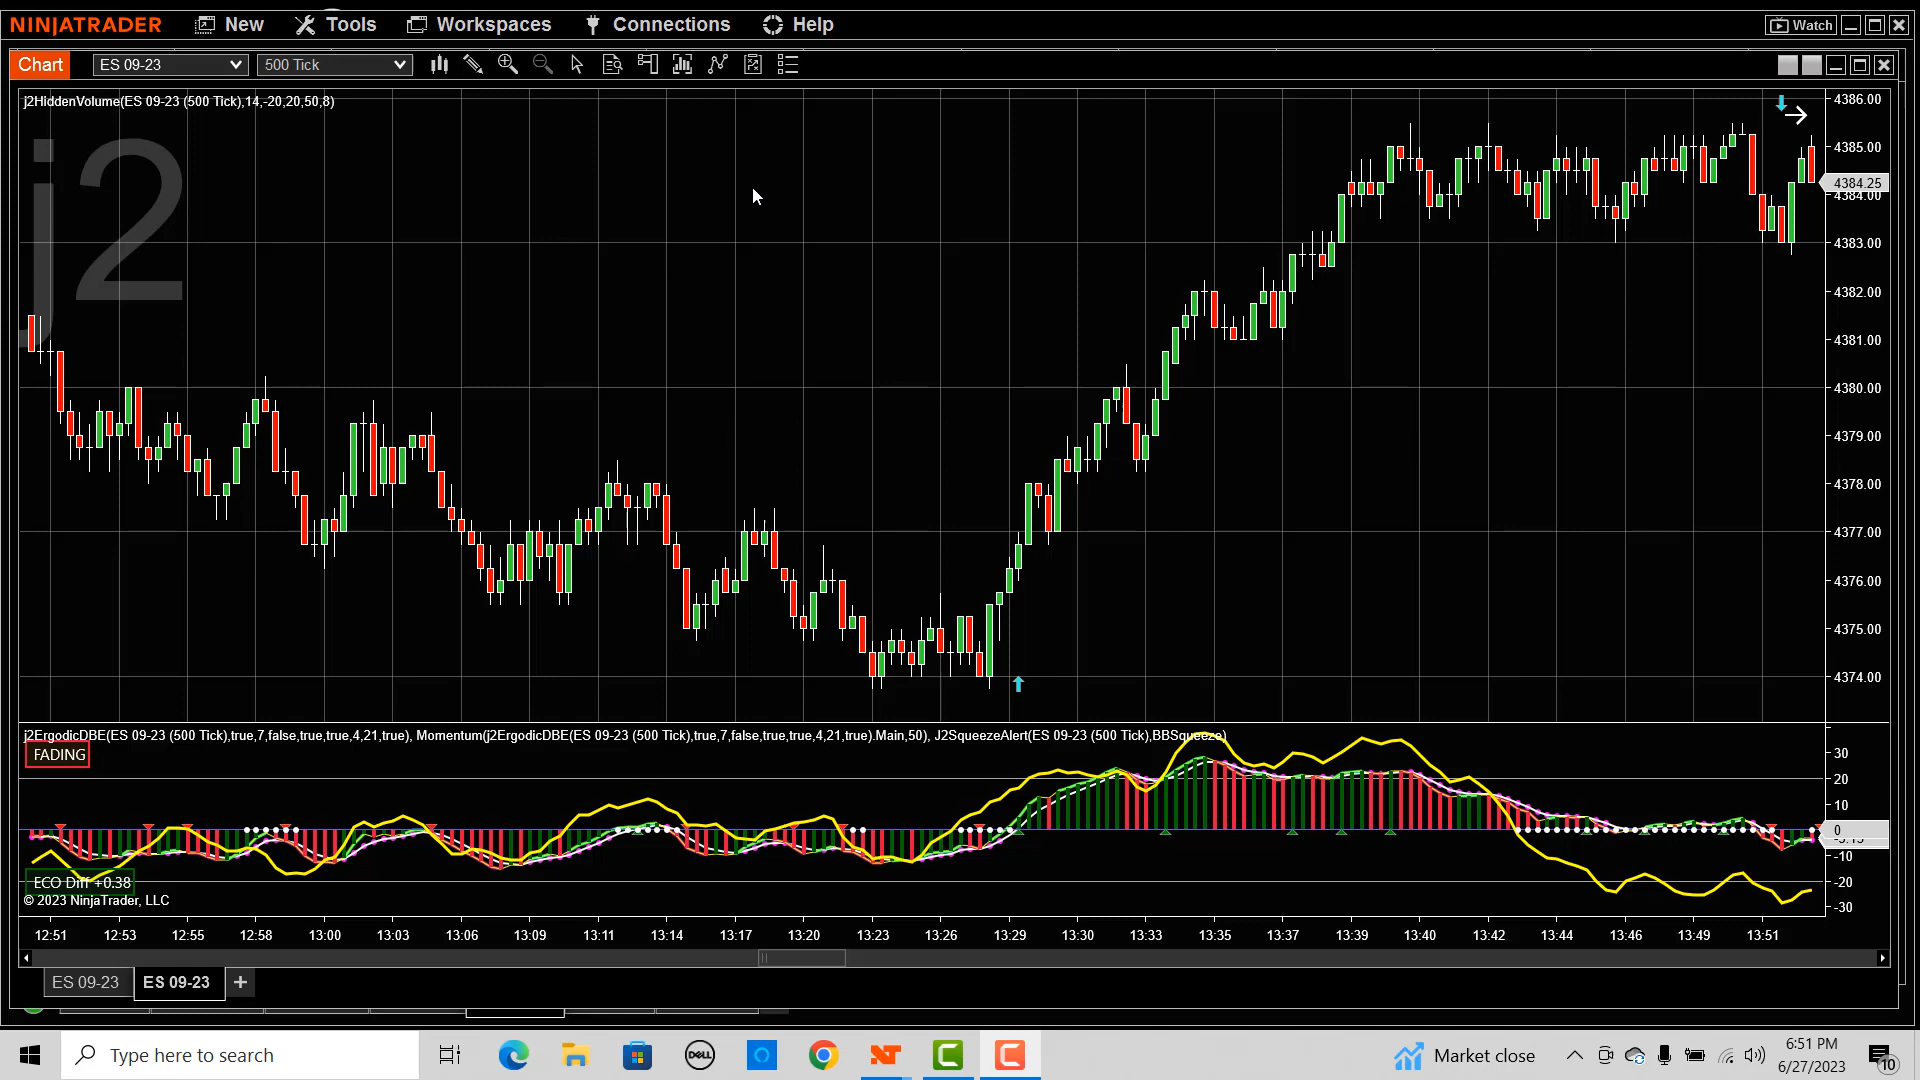 NINJATRADER New Tools Workspaces Connections Help Watch
Chart ES 09-23 500 Tick
j2HiddenVolume(ES 09-23 (500 Tick),14,-20,20,50,8)
j2
4386.00
4385.00
4384.25
4384.00
4383.00
4382.00
4381.00
4380.00
4379.00
4378.00
4377.00
4376.00
4375.00
4374.00
j2ErgodicDBE(ES 09-23 (500 Tick),true,7,false,true,true,4,21,true), Momentum(j2ErgodicDBE(ES 09-23 (500 Tick),true,7,false,true,true,4,21,true).Main,50), J2SqueezeAlert(ES 09-23 (500 Tick),BBSqueeze)
FADING
30
20
10
0
-10
-20
-30
ECO Diff +0.38
© 2023 NinjaTrader, LLC
12:51 12:53 12:55 12:58 13:00 13:03 13:06 13:09 13:11 13:14 13:17 13:20 13:23 13:26 13:29 13:30 13:33 13:35 13:37 13:39 13:40 13:42 13:44 13:46 13:49 13:51
ES 09-23 ES 09-23 +
Type here to search
DELL
Market close
6:51 PM
6/27/2023
10